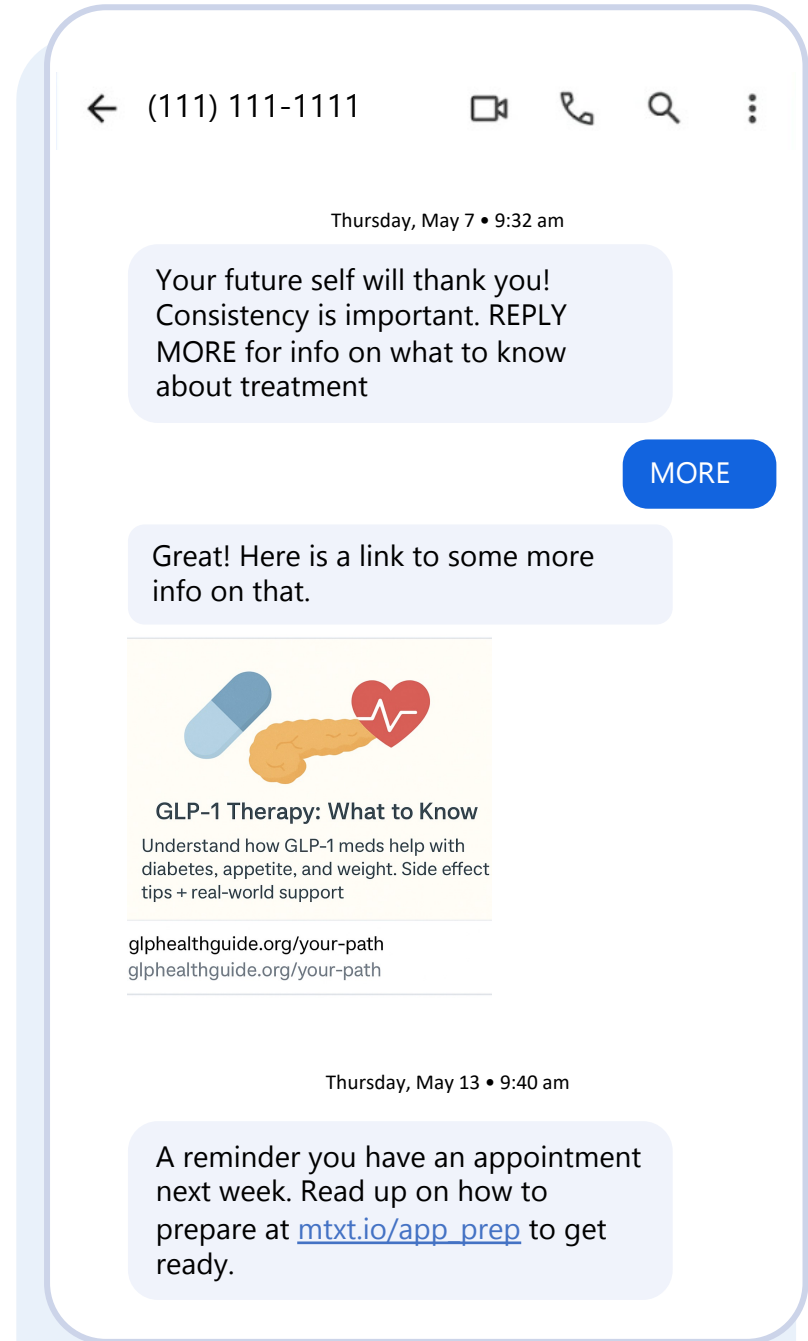 (111) 111-1111
Thursday, May 7 • 9:32 am
Your future self will thank you!
Consistency is important. REPLY
MORE for info on what to know
about treatment
MORE
Great! Here is a link to some more
info on that.
GLP-1 Therapy: What to Know
Understand how GLP-1 meds help with
diabetes, appetite, and weight. Side effect
tips + real-world support
glphealthguide.org/your-path
glphealthguide.org/your-path
Thursday, May 13 • 9:40 am
A reminder you have an appointment
next week. Read up on how to
prepare at mtxt.io/app_prep to get
ready.